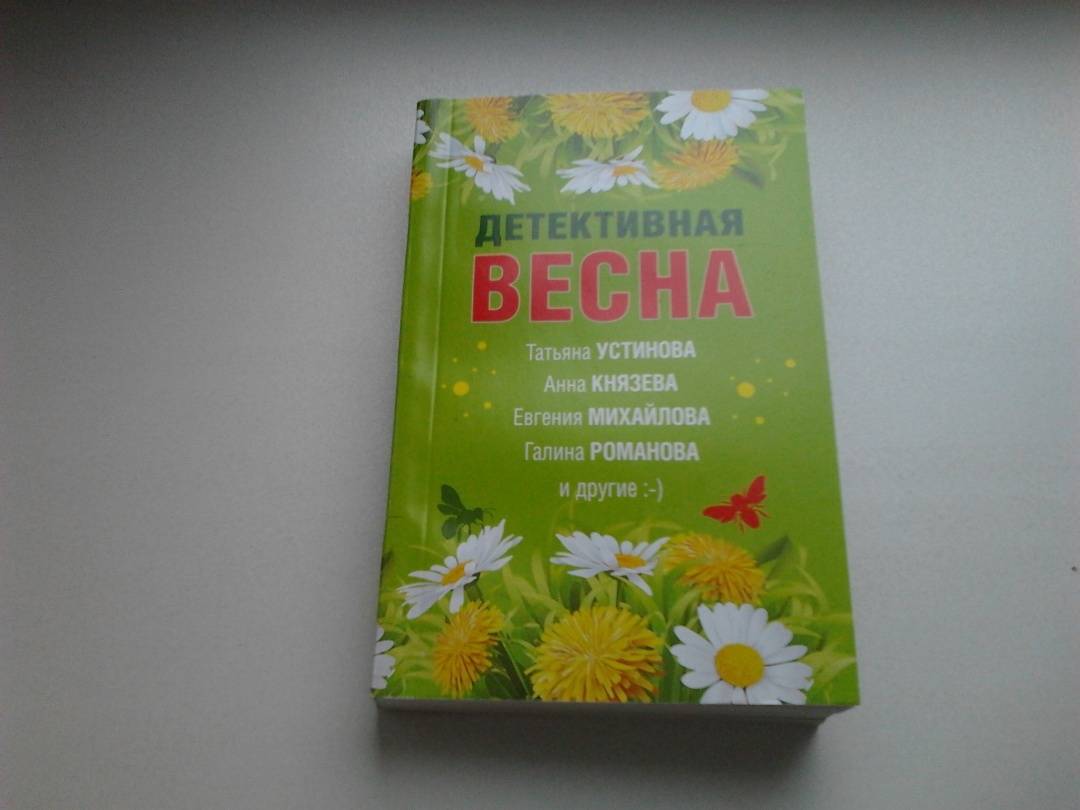 ДЕТЕКТИВНАЯ
ВЕСНА
Татьяна УСТИНОВА
Анна КНЯЗЕВА
Евгения МИХАЙЛОВА
Галина РОМАНОВА
и другие :-)